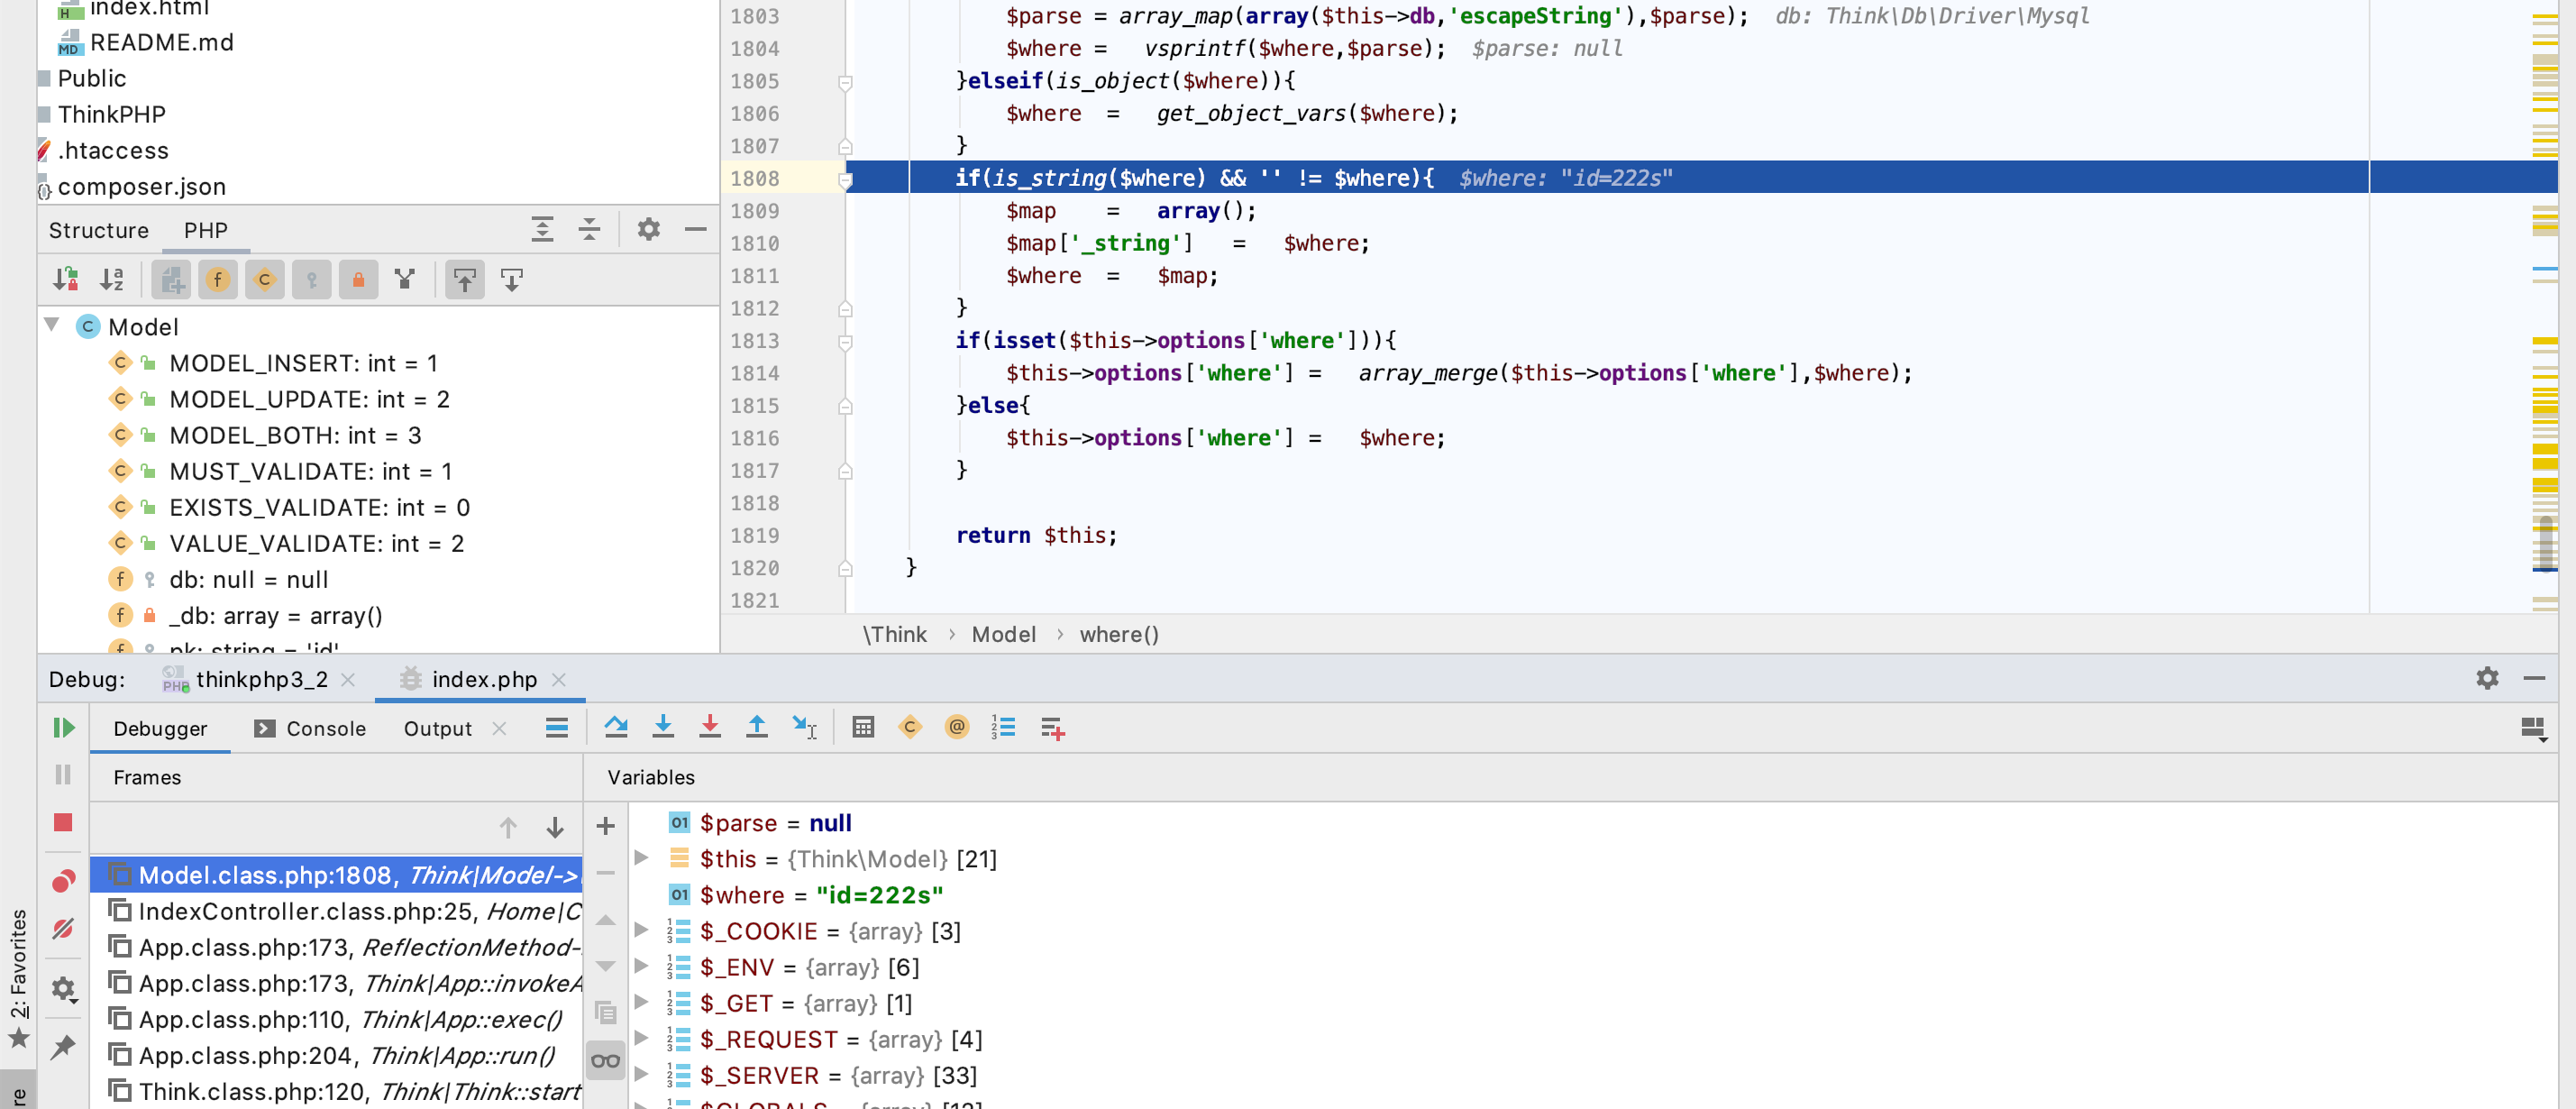 index.html
README.md
Public
ThinkPHP
.htaccess
composer.json
Structure PHP
Model
MODEL_INSERT: int = 1
MODEL_UPDATE: int = 2
MODEL_BOTH: int = 3
MUST_VALIDATE: int = 1
EXISTS_VALIDATE: int = 0
VALUE_VALIDATE: int = 2
db: null = null
_db: array = array()
pk: string = 'id'
1803 $parse = array_map(array($this->db,'escapeString'),$parse); db: Think\Db\Driver\Mysql
1804 $where = vsprintf($where,$parse); $parse: null
1805 }elseif(is_object($where)){
1806 $where = get_object_vars($where);
1807 }
1808 if(is_string($where) && '' != $where){ $where: "id=222s"
1809 $map = array();
1810 $map['_string'] = $where;
1811 $where = $map;
1812 }
1813 if(isset($this->options['where'])){
1814 $this->options['where'] = array_merge($this->options['where'],$where);
1815 }else{
1816 $this->options['where'] = $where;
1817 }
1818
1819 return $this;
1820 }
1821
\Think › Model › where()
Debug: thinkphp3_2 index.php
Debugger Console Output
Frames
Variables
Model.class.php:1808, Think|Model->
IndexController.class.php:25, Home|C
App.class.php:173, ReflectionMethod-
App.class.php:173, Think|App::invokeA
App.class.php:110, Think|App::exec()
App.class.php:204, Think|App::run()
Think.class.php:120, Think|Think::start
$parse = null
$this = {Think\Model} [21]
$where = "id=222s"
$_COOKIE = {array} [3]
$_ENV = {array} [6]
$_GET = {array} [1]
$_REQUEST = {array} [4]
$_SERVER = {array} [33]
2: Favorites
re